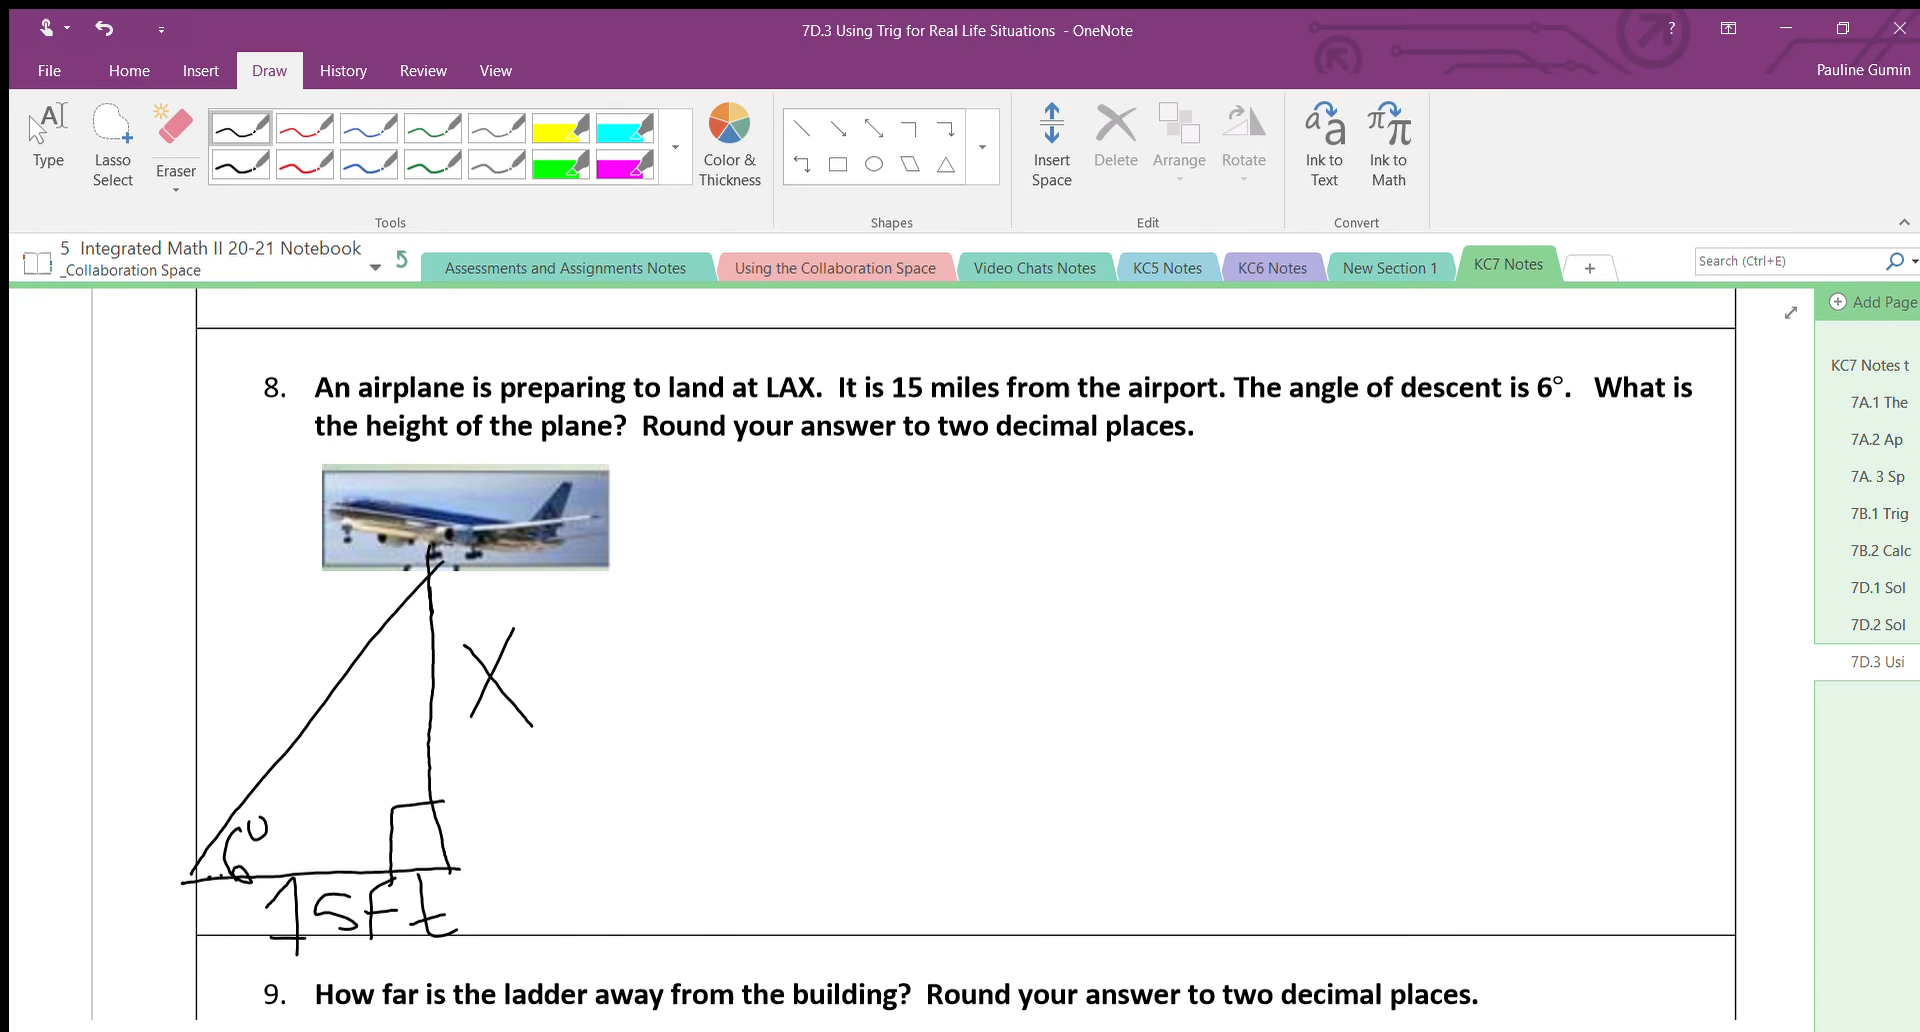 7D.3 Using Trig for Real Life Situations - OneNote
?
File Home Insert Draw History Review View
Pauline Gumin
Type
Lasso Select
Eraser
Color & Thickness
Insert Space
Delete
Arrange
Rotate
Ink to Text
Ink to Math
Tools
Shapes
Edit
Convert
5 Integrated Math II 20-21 Notebook
_Collaboration Space
Assessments and Assignments Notes
Using the Collaboration Space
Video Chats Notes
KC5 Notes
KC6 Notes
New Section 1
KC7 Notes
+
Search (Ctrl+E)
Add Page
KC7 Notes t
7A.1 The
7A.2 Ap
7A. 3 Sp
7B.1 Trig
7B.2 Calc
7D.1 Sol
7D.2 Sol
7D.3 Usi
8. An airplane is preparing to land at LAX. It is 15 miles from the airport. The angle of descent is 6°. What is
the height of the plane? Round your answer to two decimal places.
X
6°
15Ft
9. How far is the ladder away from the building? Round your answer to two decimal places.